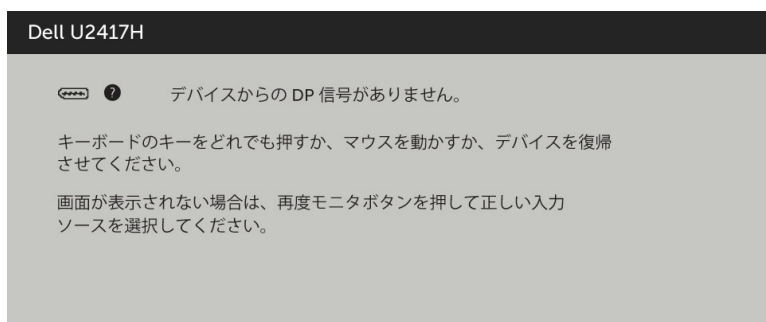 Dell U2417H
? デバイスからの DP 信号がありません。
キーボードのキーをどれでも押すか、マウスを動かすか、デバイスを復帰
させてください。
画面が表示されない場合は、再度モニタボタンを押して正しい入力
ソースを選択してください。